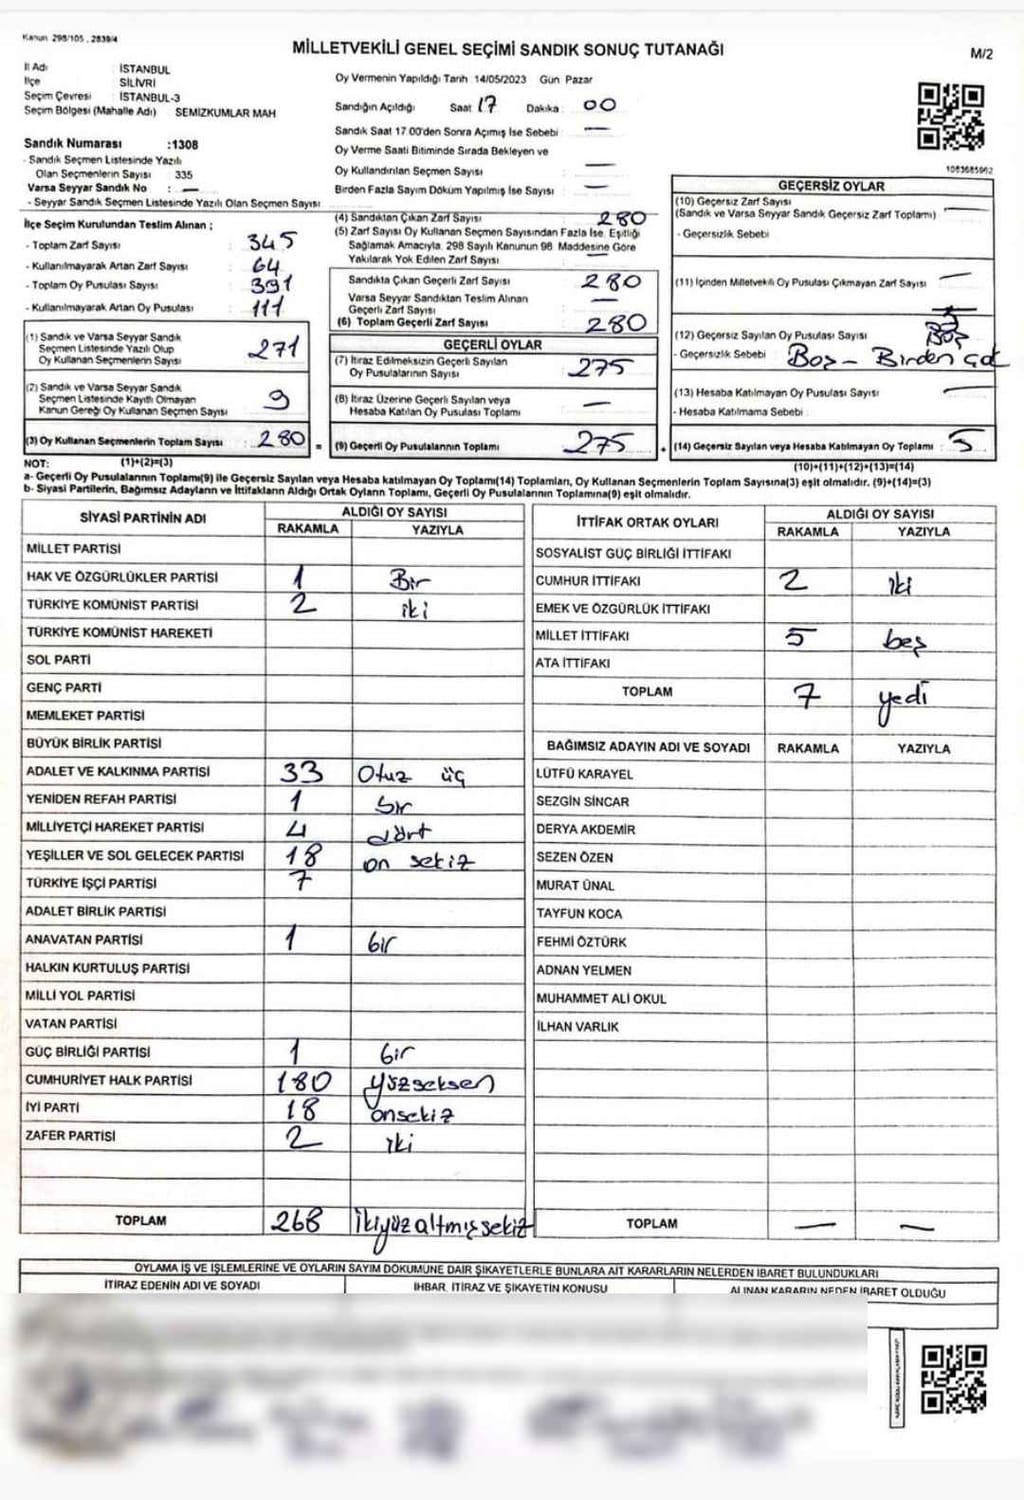 Kanun 298/105 , 2839/4
MİLLETVEKİLİ GENEL SEÇİMİ SANDIK SONUÇ TUTANAĞI
M/2
İl Adı : İSTANBUL
İlçe : SİLİVRİ
Seçim Çevresi : İSTANBUL-3
Seçim Bölgesi (Mahalle Adı) SEMİZKUMLAR MAH
Oy Vermenin Yapıldığı Tarih 14/05/2023 Gün Pazar
Sandığın Açıldığı Saat : 17 Dakika : 00
Sandık Saat 17.00'den Sonra Açımış İse Sebebi : —
Oy Verme Saati Bitiminde Sırada Bekleyen ve
Oy Kullandırılan Seçmen Sayısı : —
Birden Fazla Sayım Döküm Yapılmış İse Sayısı : —
Sandık Numarası :1308
- Sandık Seçmen Listesinde Yazılı
Olan Seçmenlerin Sayısı : 335
Varsa Seyyar Sandık No : —
- Seyyar Sandık Seçmen Listesinde Yazılı Olan Seçmen Sayısı :
İlçe Seçim Kurulundan Teslim Alınan ;
- Toplam Zarf Sayısı : 345
- Kullanılmayarak Artan Zarf Sayısı : 64
- Toplam Oy Pusulası Sayısı : 391
- Kullanılmayarak Artan Oy Pusulası : 111
(1) Sandık ve Varsa Seyyar Sandık
Seçmen Listesinde Yazılı Olup
Oy Kullanan Seçmenlerin Sayısı : 271
(2) Sandık ve Varsa Seyyar Sandık
Seçmen Listesinde Kayıtlı Olmayan
Kanun Gereği Oy Kullanan Seçmen Sayısı : 9
(3) Oy Kullanan Seçmenlerin Toplam Sayısı : 280 =
(1)+(2)=(3)
(4) Sandıktan Çıkan Zarf Sayısı : 280
(5) Zarf Sayısı Oy Kullanan Seçmen Sayısından Fazla İse, Eşitliği
Sağlamak Amacıyla, 298 Sayılı Kanunun 98. Maddesine Göre
Yakılarak Yok Edilen Zarf Sayısı : —
Sandıkta Çıkan Geçerli Zarf Sayısı : 280
Varsa Seyyar Sandıktan Teslim Alınan
Geçerli Zarf Sayısı : —
(6) Toplam Geçerli Zarf Sayısı : 280
GEÇERLİ OYLAR
(7) İtiraz Edilmeksizin Geçerli Sayılan
Oy Pusulalarının Sayısı : 275
(8) İtiraz Üzerine Geçerli Sayılan veya
Hesaba Katılan Oy Pusulası Toplamı : —
(9) Geçerli Oy Pusulalarının Toplamı : 275 +
GEÇERSİZ OYLAR
(10) Geçersiz Zarf Sayısı : —
(Sandık ve Varsa Seyyar Sandık Geçersiz Zarf Toplamı)
- Geçersizlik Sebebi :
(11) İçinden Milletvekili Oy Pusulası Çıkmayan Zarf Sayısı : —
(12) Geçersiz Sayılan Oy Pusulası Sayısı : 5 Boş
- Geçersizlik Sebebi : Boş - Birden Çok
(13) Hesaba Katılmayan Oy Pusulası Sayısı : —
- Hesaba Katılmama Sebebi :
(14) Geçersiz Sayılan veya Hesaba Katılmayan Oy Toplamı : 5
(10)+(11)+(12)+(13)=(14)
NOT:
a- Geçerli Oy Pusulalarının Toplamı(9) ile Geçersiz Sayılan veya Hesaba katılmayan Oy Toplamı(14) Toplamları, Oy Kullanan Seçmenlerin Toplam Sayısına(3) eşit olmalıdır. (9)+(14)=(3)
b- Siyasi Partilerin, Bağımsız Adayların ve İttifakların Aldığı Ortak Oyların Toplamı, Geçerli Oy Pusulalarının Toplamına(9) eşit olmalıdır.
SİYASİ PARTİNİN ADI ALDIĞI OY SAYISI
RAKAMLA YAZIYLA
MİLLET PARTİSİ
HAK VE ÖZGÜRLÜKLER PARTİSİ 1 Bir
TÜRKİYE KOMÜNİST PARTİSİ 2 iki
TÜRKİYE KOMÜNİST HAREKETİ
SOL PARTİ
GENÇ PARTİ
MEMLEKET PARTİSİ
BÜYÜK BİRLİK PARTİSİ
ADALET VE KALKINMA PARTİSİ 33 Otuz üç
YENİDEN REFAH PARTİSİ 1 bir
MİLLİYETÇİ HAREKET PARTİSİ 4 dört
YEŞİLLER VE SOL GELECEK PARTİSİ 18 on sekiz
TÜRKİYE İŞÇİ PARTİSİ 7
ADALET BİRLİK PARTİSİ
ANAVATAN PARTİSİ 1 bir
HALKIN KURTULUŞ PARTİSİ
MİLLİ YOL PARTİSİ
VATAN PARTİSİ
GÜÇ BİRLİĞİ PARTİSİ 1 bir
CUMHURİYET HALK PARTİSİ 180 yüzseksen
İYİ PARTİ 18 onsekiz
ZAFER PARTİSİ 2 iki
TOPLAM 268 ikiyüzaltmışsekiz
İTTİFAK ORTAK OYLARI ALDIĞI OY SAYISI
RAKAMLA YAZIYLA
SOSYALİST GÜÇ BİRLİĞİ İTTİFAKI
CUMHUR İTTİFAKI 2 iki
EMEK VE ÖZGÜRLÜK İTTİFAKI
MİLLET İTTİFAKI 5 beş
ATA İTTİFAKI
TOPLAM 7 yedi
BAĞIMSIZ ADAYIN ADI VE SOYADI RAKAMLA YAZIYLA
LÜTFÜ KARAYEL
SEZGİN SİNCAR
DERYA AKDEMİR
SEZEN ÖZEN
MURAT ÜNAL
TAYFUN KOCA
FEHMİ ÖZTÜRK
ADNAN YELMEN
MUHAMMET ALİ OKUL
İLHAN VARLIK
TOPLAM — —
OYLAMA İŞ VE İŞLEMLERİNE VE OYLARIN SAYIM DÖKÜMÜNE DAİR ŞİKAYETLERLE BUNLARA AİT KARARLARIN NELERDEN İBARET BULUNDUKLARI
İTİRAZ EDENİN ADI VE SOYADI İHBAR, İTİRAZ VE ŞİKAYETİN KONUSU ALINAN KARARIN NEDEN İBARET OLDUĞU